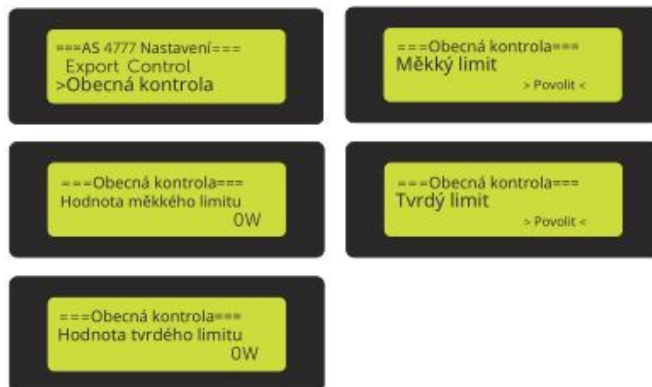 ===AS 4777 Nastavení===
Export Control
>Obecná kontrola
===Obecná kontrola===
Měkký limit
> Povolit <
===Obecná kontrola===
Hodnota měkkého limitu
0W
===Obecná kontrola===
Tvrdý limit
> Povolit <
===Obecná kontrola===
Hodnota tvrdého limitu
0W